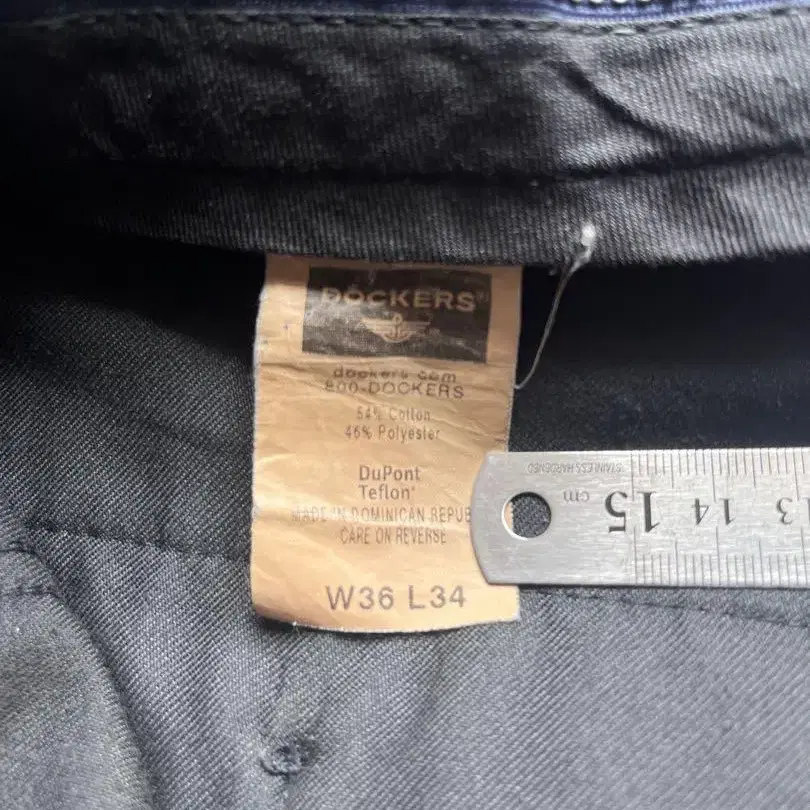 DOCKERS®
dockers.com
800-DOCKERS
54% Cotton
46% Polyester
DuPont
Teflon®
MADE IN DOMINICAN REPUB
CARE ON REVERSE
W36 L34
STAINLESS HARDENED
cm
15 14 13